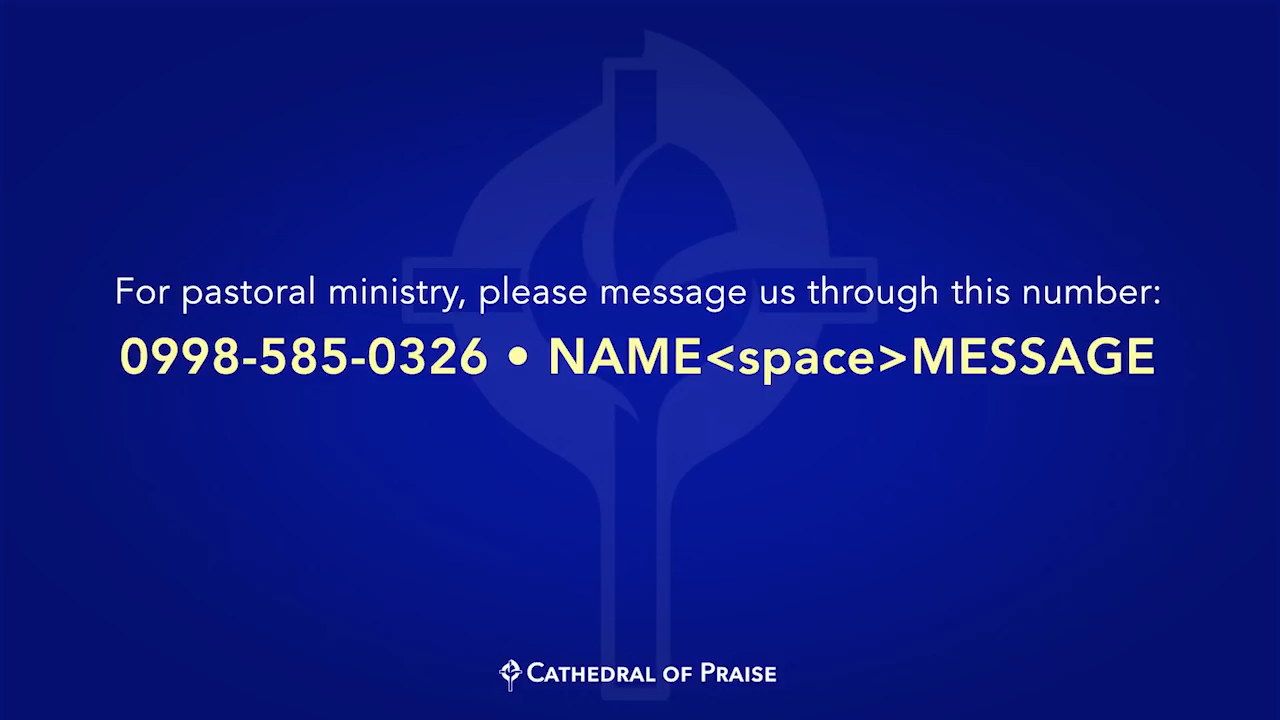 For pastoral ministry, please message us through this number:
0998-585-0326 • NAME<space>MESSAGE
CATHEDRAL OF PRAISE